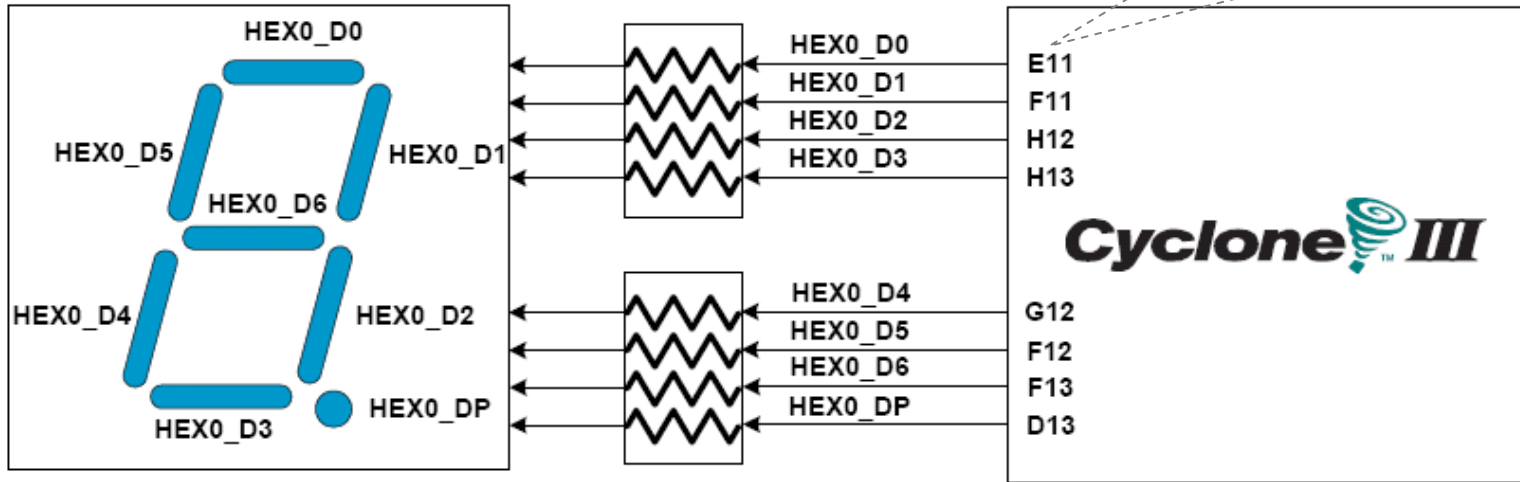 HEX0_D0
HEX0_D5
HEX0_D1
HEX0_D6
HEX0_D4
HEX0_D2
HEX0_DP
HEX0_D3
HEX0_D0
HEX0_D1
HEX0_D2
HEX0_D3
HEX0_D4
HEX0_D5
HEX0_D6
HEX0_DP
E11
F11
H12
H13
Cyclone™ III
G12
F12
F13
D13